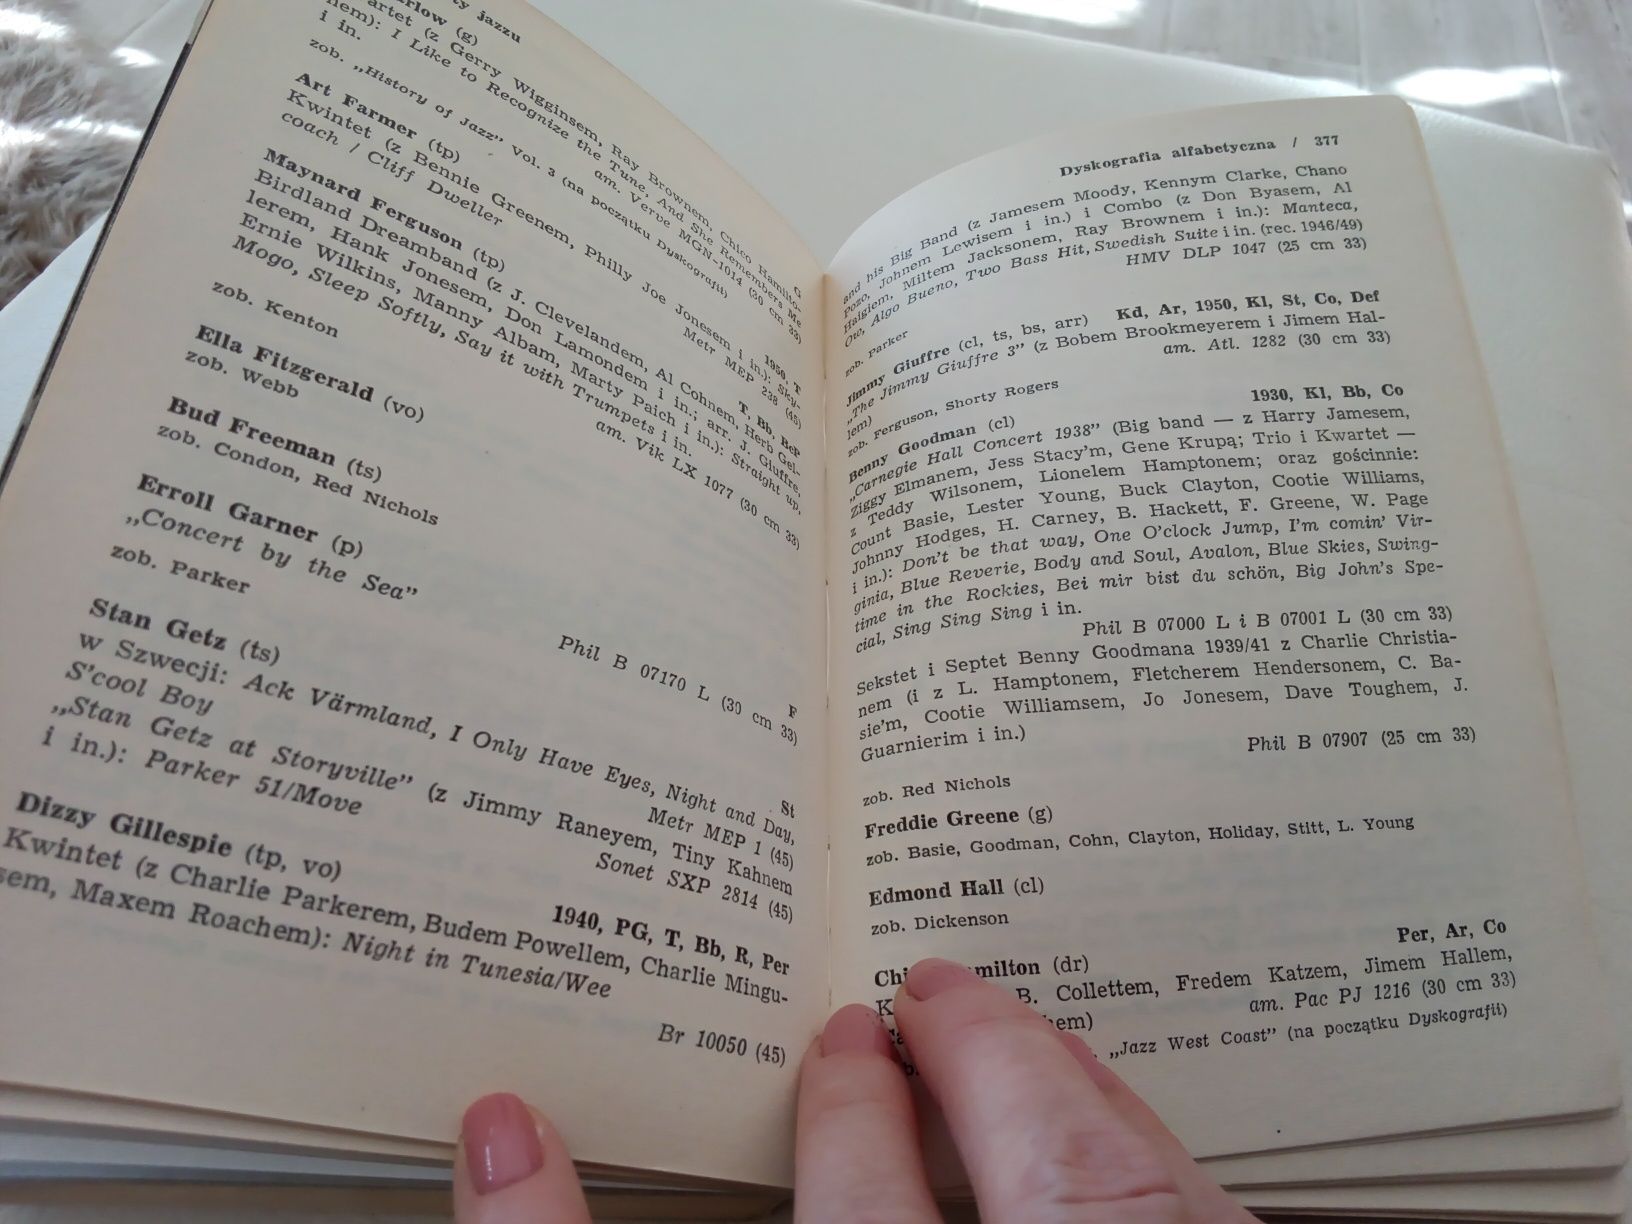 ty jazzu
rlow (g)
artet (z Gerry Wigginsem, Ray Brownem, Chico Hamilto-
nem): I Like to Recognize the Tune, And She Remembers Me
i in.
am. Verve MGN-1014 (30 cm 33)
zob. „History of Jazz” Vol. 3 (na początku Dyskografii)
Art Farmer (tp)
Kwintet (z Bennie Greenem, Philly Joe Jonesem i in.): Sky-
coach / Cliff Dweller
Metr MEP 238 (45)
Maynard Ferguson (tp)
T, Bb, BeP
Birdland Dreamband (z J. Clevelandem, Al Cohnem, Herb Gel-
lerem, Hank Jonesem, Don Lamondem i in.; arr. J. Giuffre,
Ernie Wilkins, Manny Albam, Marty Paich i in.): Straight up,
Mogo, Sleep Softly, Say it with Trumpets i in.
am. Vik LX 1077 (30 cm 33)
zob. Kenton
Ella Fitzgerald (vo)
zob. Webb
Bud Freeman (ts)
zob. Condon, Red Nichols
Erroll Garner (p)
„Concert by the Sea”
Phil B 07170 L (30 cm 33)
zob. Parker
Stan Getz (ts)
w Szwecji: Ack Värmland, I Only Have Eyes, Night and Day,
S'cool Boy
Metr MEP 1 (45)
„Stan Getz at Storyville” (z Jimmy Raneyem, Tiny Kahnem
i in.): Parker 51/Move
Sonet SXP 2814 (45)
Dizzy Gillespie (tp, vo)
1940, PG, T, Bb, R, Per
Kwintet (z Charlie Parkerem, Budem Powellem, Charlie Mingu-
sem, Maxem Roachem): Night in Tunesia/Wee
Br 10050 (45)
Dyskografia alfabetyczna / 377
and his Big Band (z Jamesem Moody, Kennym Clarke, Chano
Pozo, Johnem Lewisem i in.) i Combo (z Don Byasem, Al
Haigiem, Miltem Jacksonem, Ray Brownem i in.): Manteca,
Ow, Algo Bueno, Two Bass Hit, Swedish Suite i in. (rec. 1946/49)
HMV DLP 1047 (25 cm 33)
zob. Parker
Jimmy Giuffre (cl, ts, bs, arr) Kd, Ar, 1950, Kl, St, Co, Def
„The Jimmy Giuffre 3” (z Bobem Brookmeyerem i Jimem Hal-
lem)
am. Atl. 1282 (30 cm 33)
zob. Ferguson, Shorty Rogers
Benny Goodman (cl)
1930, Kl, Bb, Co
„Carnegie Hall Concert 1938” (Big band — z Harry Jamesem,
Ziggy Elmanem, Jess Stacy'm, Gene Krupą; Trio i Kwartet —
z Teddy Wilsonem, Lionelem Hamptonem; oraz gościnnie:
Count Basie, Lester Young, Buck Clayton, Cootie Williams,
Johnny Hodges, H. Carney, B. Hackett, F. Greene, W. Page
i in.): Don't be that way, One O'clock Jump, I'm comin' Vir-
ginia, Blue Reverie, Body and Soul, Avalon, Blue Skies, Swing-
time in the Rockies, Bei mir bist du schön, Big John's Spe-
cial, Sing Sing Sing i in.
Phil B 07000 L i B 07001 L (30 cm 33)
Sekstet i Septet Benny Goodmana 1939/41 z Charlie Christia-
nem (i z L. Hamptonem, Fletcherem Hendersonem, C. Ba-
sie'm, Cootie Williamsem, Jo Jonesem, Dave Toughem, J.
Guarnierim i in.)
Phil B 07907 (25 cm 33)
zob. Red Nichols
Freddie Greene (g)
zob. Basie, Goodman, Cohn, Clayton, Holiday, Stitt, L. Young
Edmond Hall (cl)
zob. Dickenson
Per, Ar, Co
Chi milton (dr)
K B. Collettem, Fredem Katzem, Jimem Hallem,
hem)
am. Pac PJ 1216 (30 cm 33)
„Jazz West Coast” (na początku Dyskografii)